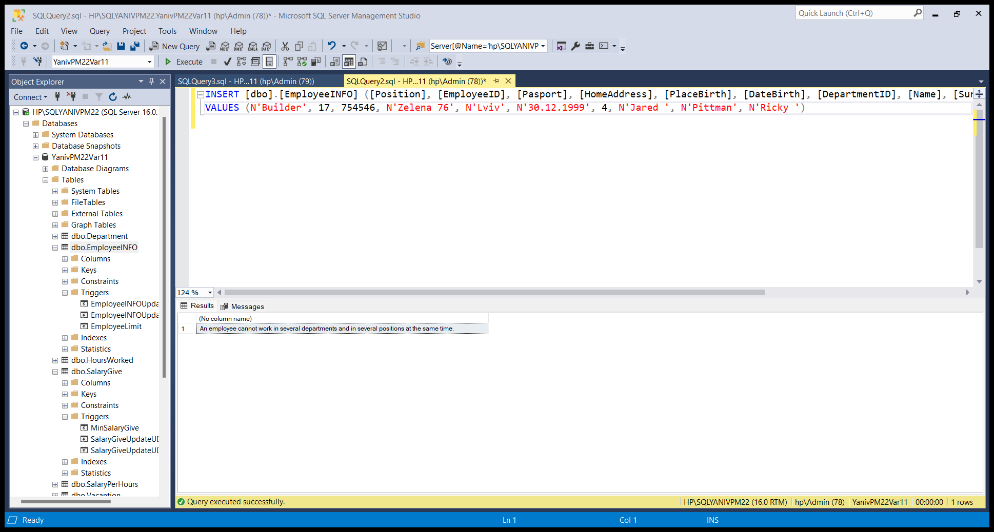 SQLQuery2.sql - HP\SQLYANIVPM22.YanivPM22Var11 (hp\Admin (78))* - Microsoft SQL Server Management Studio
Quick Launch (Ctrl+Q)
File Edit View Query Project Tools Window Help
New Query
Server[@Name='hp\SQLYANIVP
YanivPM22Var11
Execute
Object Explorer
SQLQuery3.sql - HP...11 (hp\Admin (79))
SQLQuery2.sql - HP...11 (hp\Admin (78))*
Connect
INSERT [dbo].[EmployeeINFO] ([Position], [EmployeeID], [Pasport], [HomeAddress], [PlaceBirth], [DateBirth], [DepartmentID], [Name], [Sur
VALUES (N'Builder', 17, 754546, N'Zelena 76', N'Lviv', N'30.12.1999', 4, N'Jared ', N'Pittman', N'Ricky ')
HP\SQLYANIVPM22 (SQL Server 16.0.
Databases
System Databases
Database Snapshots
YanivPM22Var11
Database Diagrams
Tables
System Tables
FileTables
External Tables
Graph Tables
dbo.Department
dbo.EmployeeINFO
Columns
Keys
Constraints
Triggers
EmployeeINFOUpda
EmployeeINFOUpda
EmployeeLimit
Indexes
Statistics
dbo.HoursWorked
dbo.SalaryGive
Columns
Keys
Constraints
Triggers
MinSalaryGive
SalaryGiveUpdateUD
SalaryGiveUpdateUD
Indexes
Statistics
dbo.SalaryPerHours
dbo.Vacantion
124 %
Results Messages
(No column name)
1 An employee cannot work in several departments and in several positions at the same time.
Query executed successfully.
HP\SQLYANIVPM22 (16.0 RTM) hp\Admin (78) YanivPM22Var11 00:00:00 1 rows
Ready Ln 1 Col 1 INS